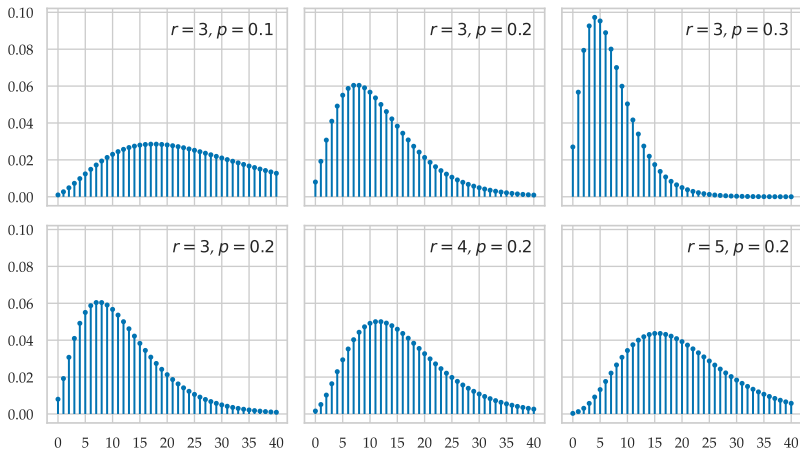 0.10
0.08
0.06
0.04
0.02
0.00
r = 3, p = 0.1
r = 3, p = 0.2
r = 3, p = 0.3
0.10
0.08
0.06
0.04
0.02
0.00
r = 3, p = 0.2
r = 4, p = 0.2
r = 5, p = 0.2
0 5 10 15 20 25 30 35 40
0 5 10 15 20 25 30 35 40
0 5 10 15 20 25 30 35 40